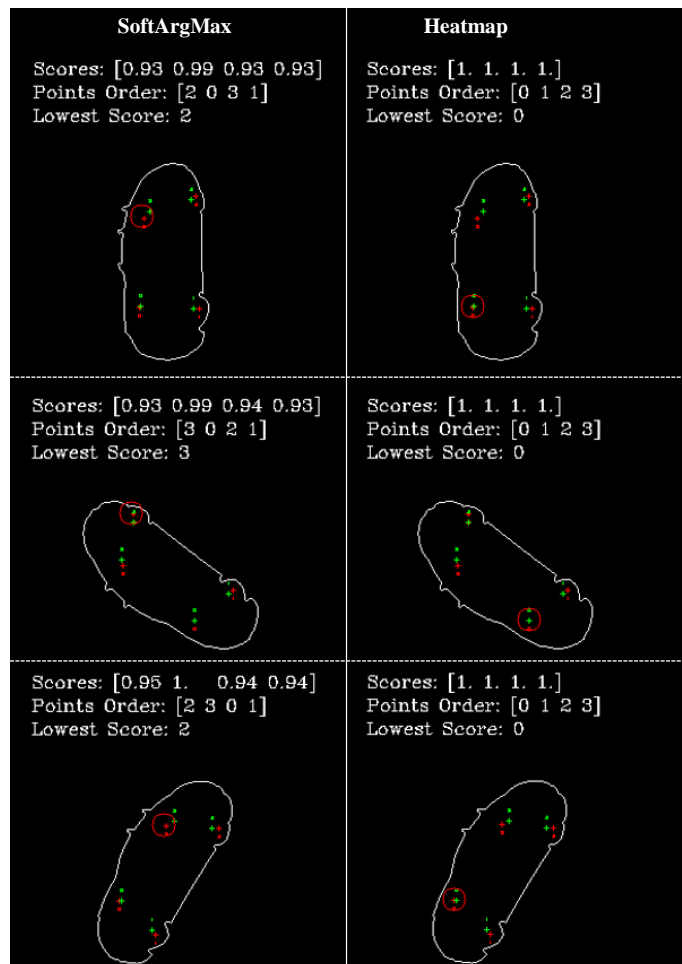 SoftArgMax
Heatmap
Scores: [0.93 0.99 0.93 0.93]
Points Order: [2 0 3 1]
Lowest Score: 2
Scores: [1. 1. 1. 1.]
Points Order: [0 1 2 3]
Lowest Score: 0
Scores: [0.93 0.99 0.94 0.93]
Points Order: [3 0 2 1]
Lowest Score: 3
Scores: [1. 1. 1. 1.]
Points Order: [0 1 2 3]
Lowest Score: 0
Scores: [0.95 1. 0.94 0.94]
Points Order: [2 3 0 1]
Lowest Score: 2
Scores: [1. 1. 1. 1.]
Points Order: [0 1 2 3]
Lowest Score: 0